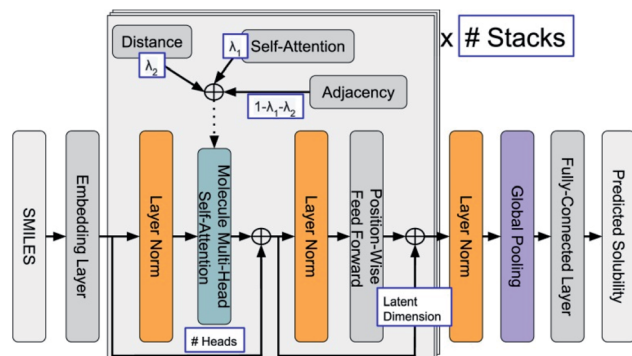 Distance
λ1
Self-Attention
x # Stacks
λ2
Adjacency
1-λ1-λ2
SMILES
Embedding Layer
Layer Norm
Molecule Multi-Head
Self-Attention
Layer Norm
Position-Wise
Feed Forward
Layer Norm
Global Pooling
Fully-Connected
Layer
Predicted Solubility
# Heads
Latent
Dimension